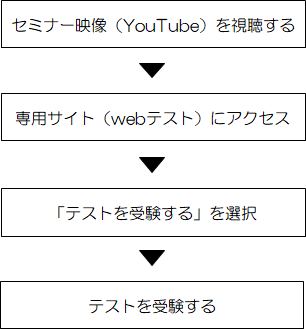 セミナー映像（YouTube）を視聴する
専用サイト（webテスト）にアクセス
「テストを受験する」を選択
テストを受験する